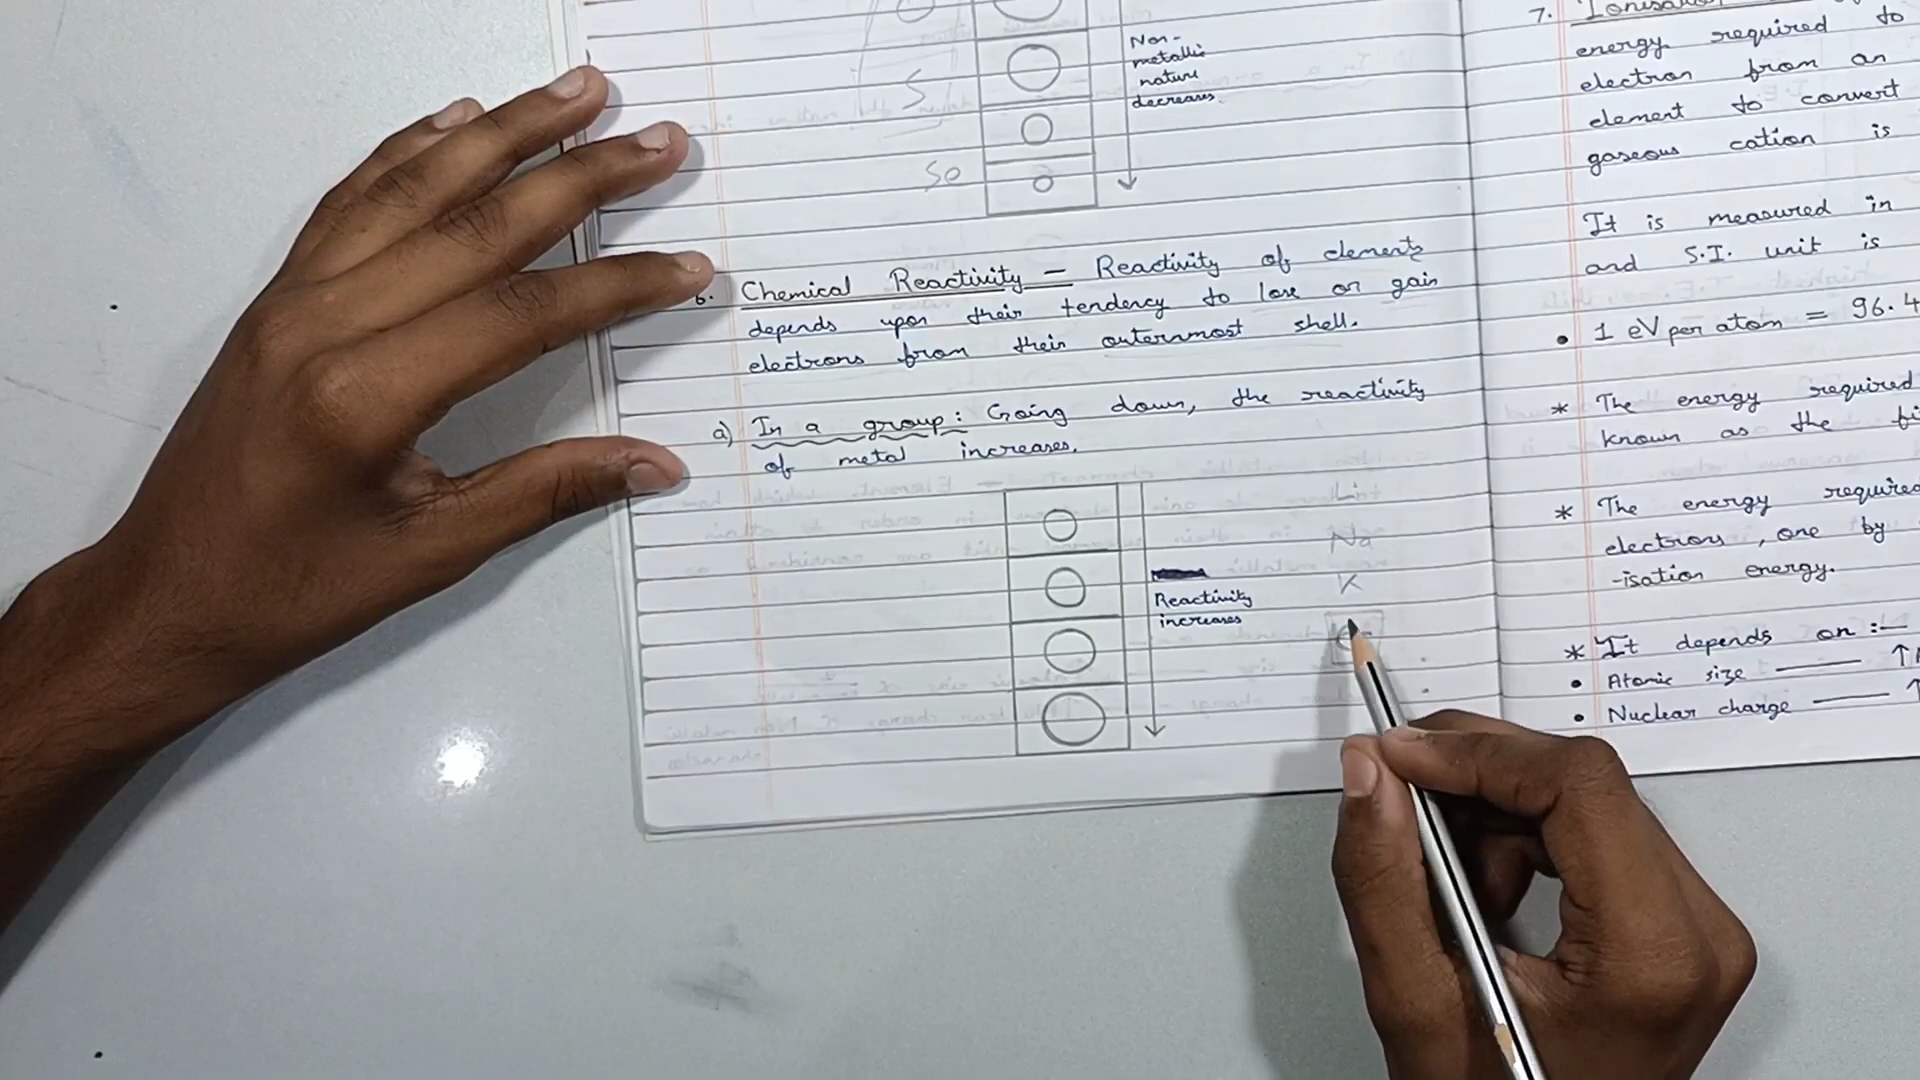 Non-
metallic
nature
decreases.
So
6. Chemical Reactivity — Reactivity of elements
depends upon their tendency to lose or gain
electrons from their outermost shell.
a) In a group: Going down, the reactivity
of metal increases.
Reactivity
increases
Li
Na
K
7. Ionisation
energy required to
electron from an
element to convert
gaseous cation is
It is measured in
and S.I. unit is
• 1 eV per atom = 96.4
* The energy required
known as the fi
* The energy required
electrons, one by
-isation energy.
* It depends on :—
• Atomic size —— ↑
• Nuclear charge —— ↑